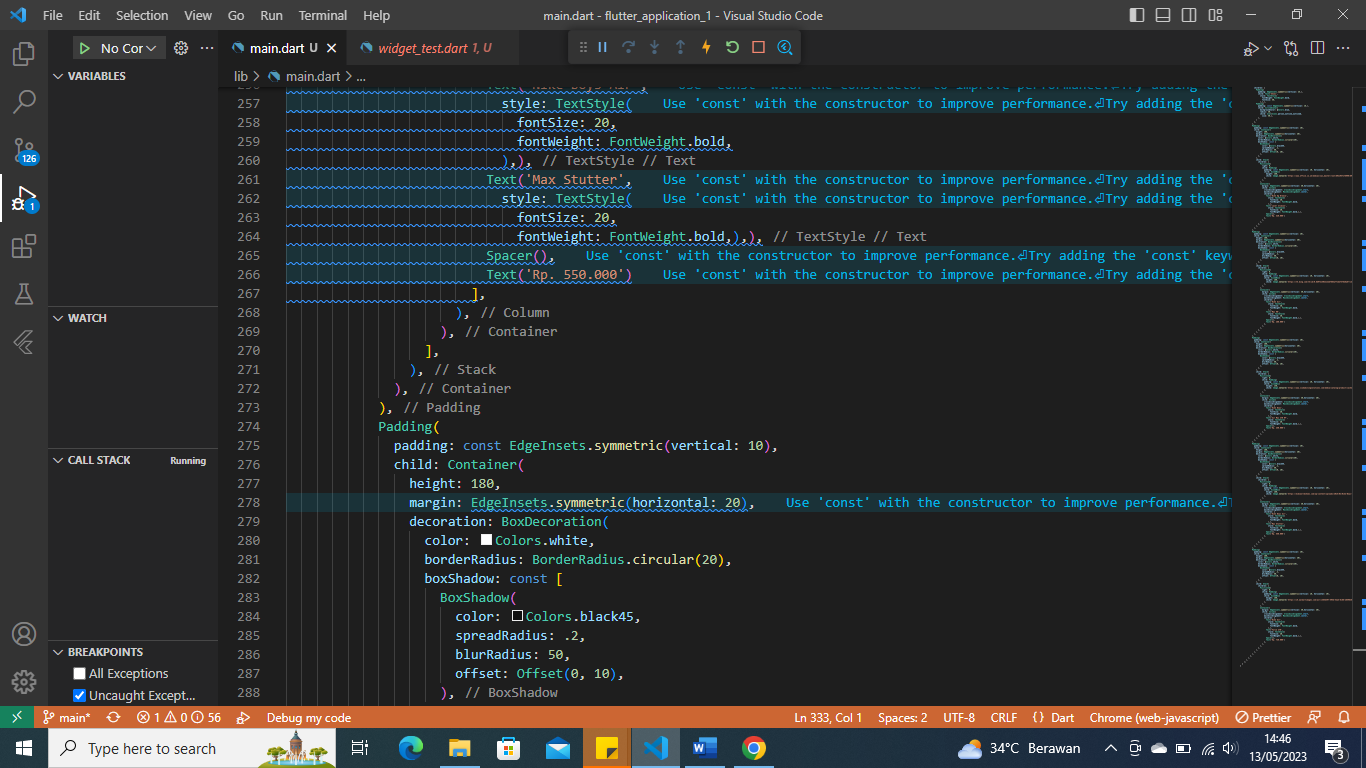 File Edit Selection View Go Run Terminal Help
main.dart - flutter_application_1 - Visual Studio Code
No Cor
main.dart U
widget_test.dart 1, U
VARIABLES
lib > main.dart > ...
257 style: TextStyle( Use 'const' with the constructor to improve performance.⏎Try adding the 'c
258 fontSize: 20,
259 fontWeight: FontWeight.bold,
260 ),), // TextStyle // Text
261 Text('Max Stutter', Use 'const' with the constructor to improve performance.⏎Try adding the 'c
262 style: TextStyle( Use 'const' with the constructor to improve performance.⏎Try adding the 'c
263 fontSize: 20,
264 fontWeight: FontWeight.bold,),), // TextStyle // Text
265 Spacer(), Use 'const' with the constructor to improve performance.⏎Try adding the 'const' keyw
266 Text('Rp. 550.000') Use 'const' with the constructor to improve performance.⏎Try adding the 'c
267 ],
268 ), // Column
269 ), // Container
270 ],
271 ), // Stack
272 ), // Container
273 ), // Padding
274 Padding(
275 padding: const EdgeInsets.symmetric(vertical: 10),
276 child: Container(
277 height: 180,
278 margin: EdgeInsets.symmetric(horizontal: 20), Use 'const' with the constructor to improve performance.⏎T
279 decoration: BoxDecoration(
280 color: Colors.white,
281 borderRadius: BorderRadius.circular(20),
282 boxShadow: const [
283 BoxShadow(
284 color: Colors.black45,
285 spreadRadius: .2,
286 blurRadius: 50,
287 offset: Offset(0, 10),
288 ), // BoxShadow
126
1
WATCH
CALL STACK Running
BREAKPOINTS
All Exceptions
Uncaught Except...
main* 1 0 56 Debug my code
Ln 333, Col 1 Spaces: 2 UTF-8 CRLF {} Dart Chrome (web-javascript) Prettier
Type here to search
34°C Berawan
14:46
13/05/2023
3